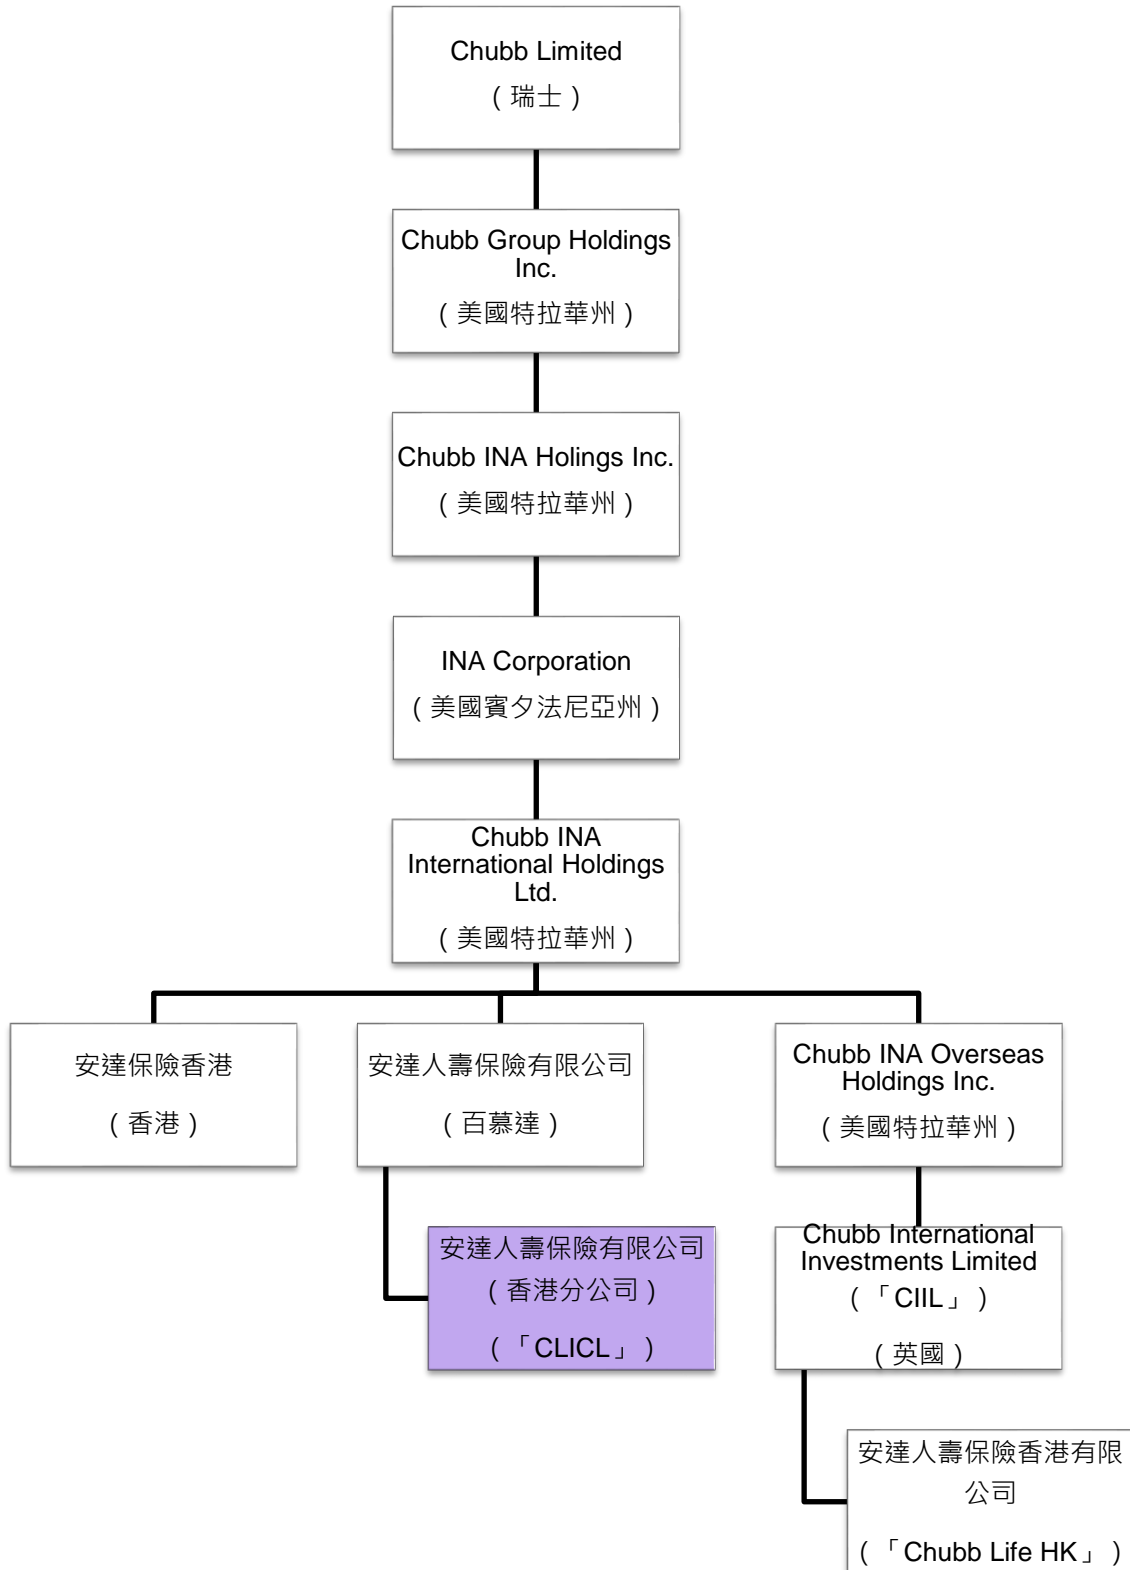 Chubb Limited
（瑞士）
Chubb Group Holdings
Inc.
（美國特拉華州）
Chubb INA Holings Inc.
（美國特拉華州）
INA Corporation
（美國賓夕法尼亞州）
Chubb INA
International Holdings
Ltd.
（美國特拉華州）
安達保險香港
（香港）
安達人壽保險有限公司
（百慕達）
Chubb INA Overseas
Holdings Inc.
（美國特拉華州）
安達人壽保險有限公司
（香港分公司）
（「CLICL」）
Chubb International
Investments Limited
（「CIIL」）
（英國）
安達人壽保險香港有限
公司
（「Chubb Life HK」）